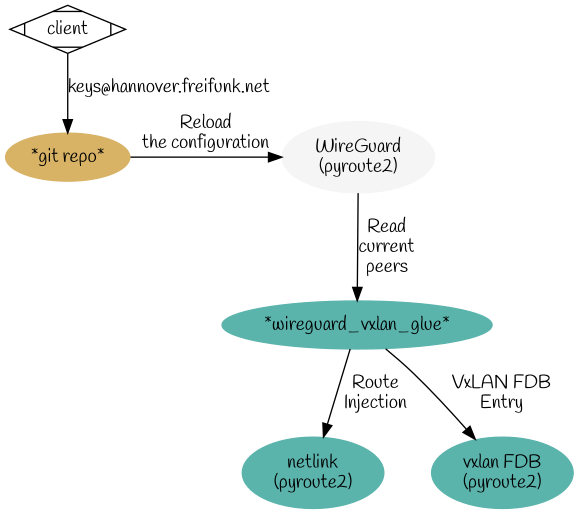 client
keys@hannover.freifunk.net
Reload
the configuration
*git repo*
WireGuard
(pyroute2)
Read
current
peers
*wireguard_vxlan_glue*
Route
Injection
VxLAN FDB
Entry
netlink
(pyroute2)
vxlan FDB
(pyroute2)